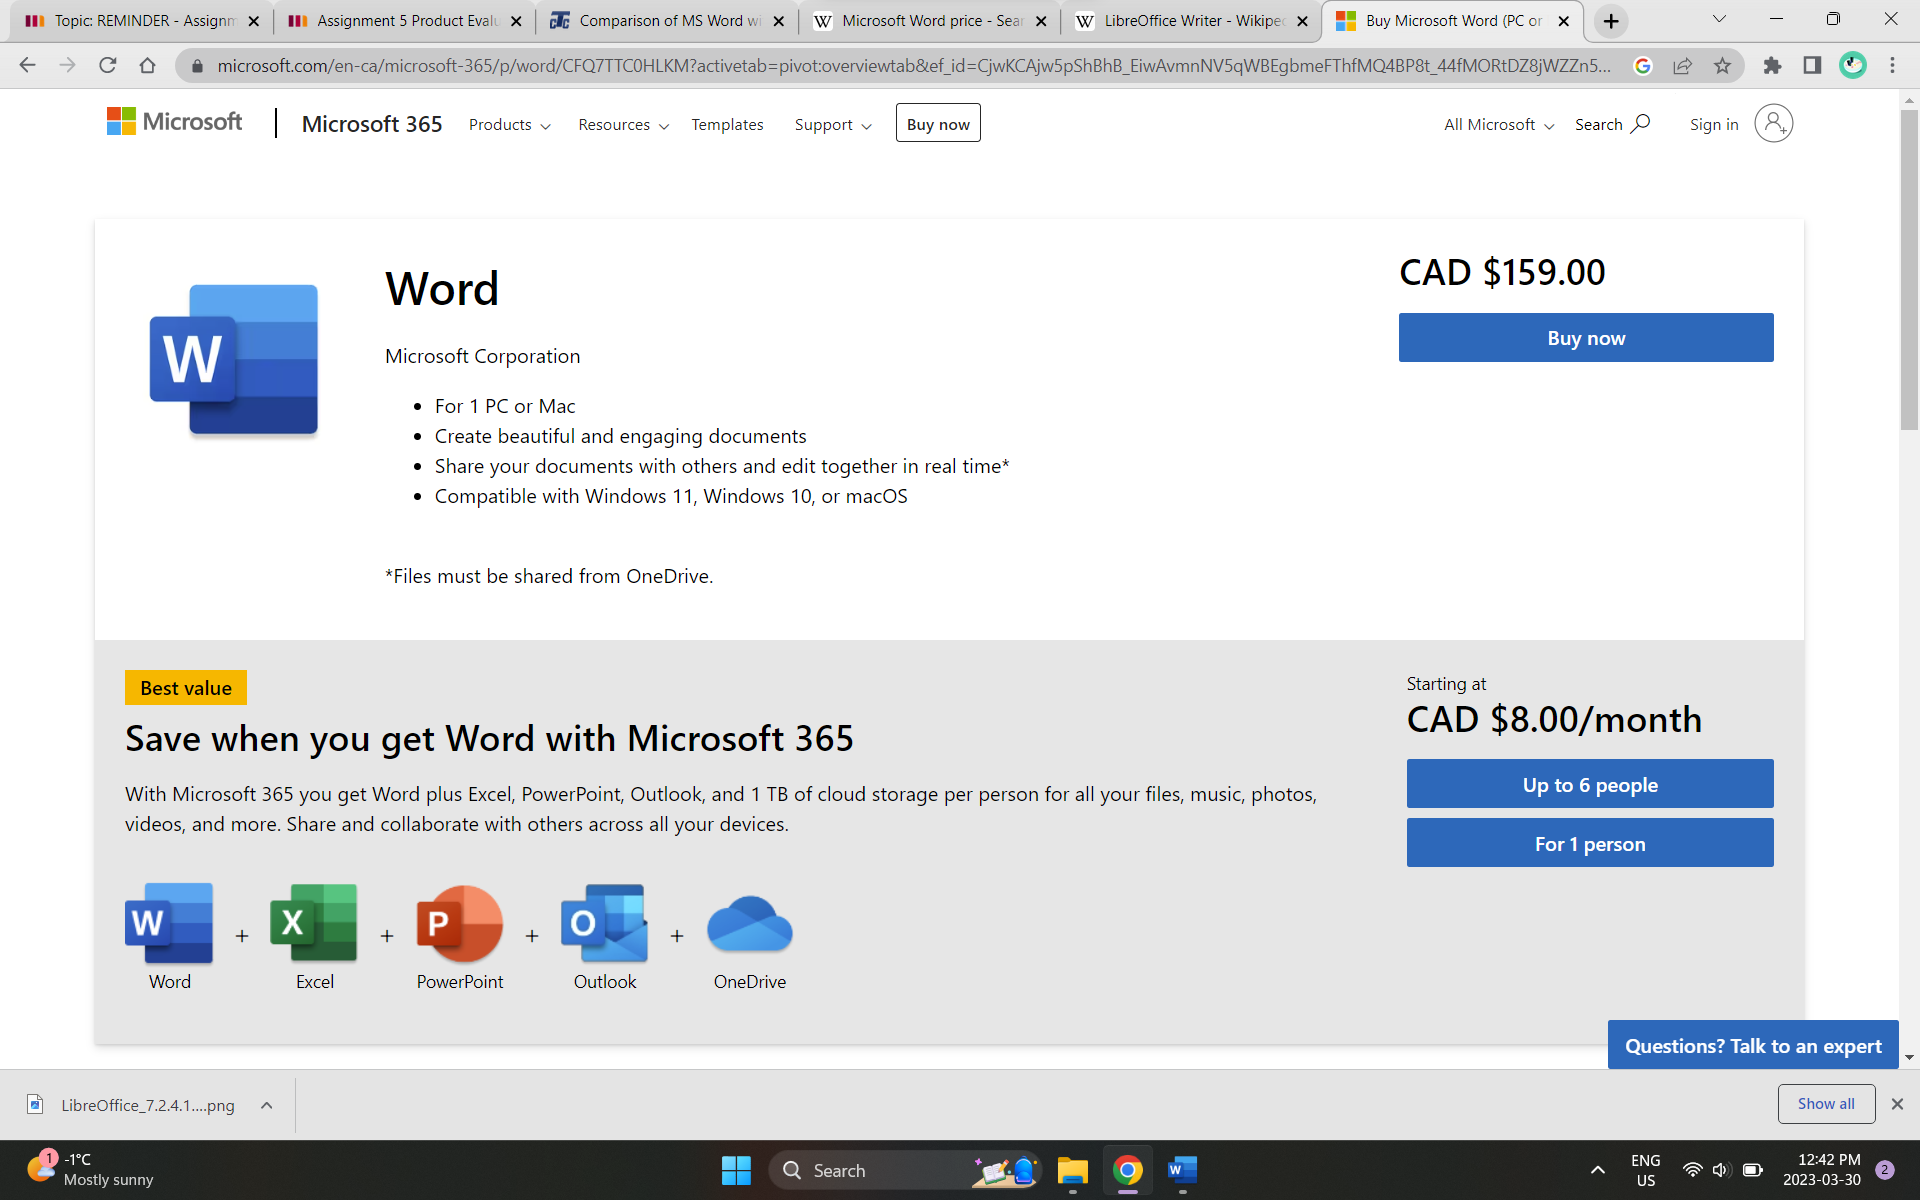 Topic: REMINDER - Assignm
Assignment 5 Product Evalu
Comparison of MS Word wi
Microsoft Word price - Sear
LibreOffice Writer - Wikiped
Buy Microsoft Word (PC or
microsoft.com/en-ca/microsoft-365/p/word/CFQ7TTC0HLKM?activetab=pivot:overviewtab&ef_id=CjwKCAjw5pShBhB_EiwAvmnNV5qWBEgbmeFThfMQ4BP8t_44fMORtDZ8jWZZn5...
Microsoft
Microsoft 365
Products
Resources
Templates
Support
Buy now
All Microsoft
Search
Sign in
Word
CAD $159.00
Buy now
Microsoft Corporation
• For 1 PC or Mac
• Create beautiful and engaging documents
• Share your documents with others and edit together in real time*
• Compatible with Windows 11, Windows 10, or macOS
*Files must be shared from OneDrive.
Best value
Save when you get Word with Microsoft 365
With Microsoft 365 you get Word plus Excel, PowerPoint, Outlook, and 1 TB of cloud storage per person for all your files, music, photos,
videos, and more. Share and collaborate with others across all your devices.
Starting at
CAD $8.00/month
Up to 6 people
For 1 person
W + X + P + O +
Word
Excel
PowerPoint
Outlook
OneDrive
Questions? Talk to an expert
LibreOffice_7.2.4.1....png
Show all
1
-1°C
Mostly sunny
Search
ENG
US
12:42 PM
2023-03-30
2